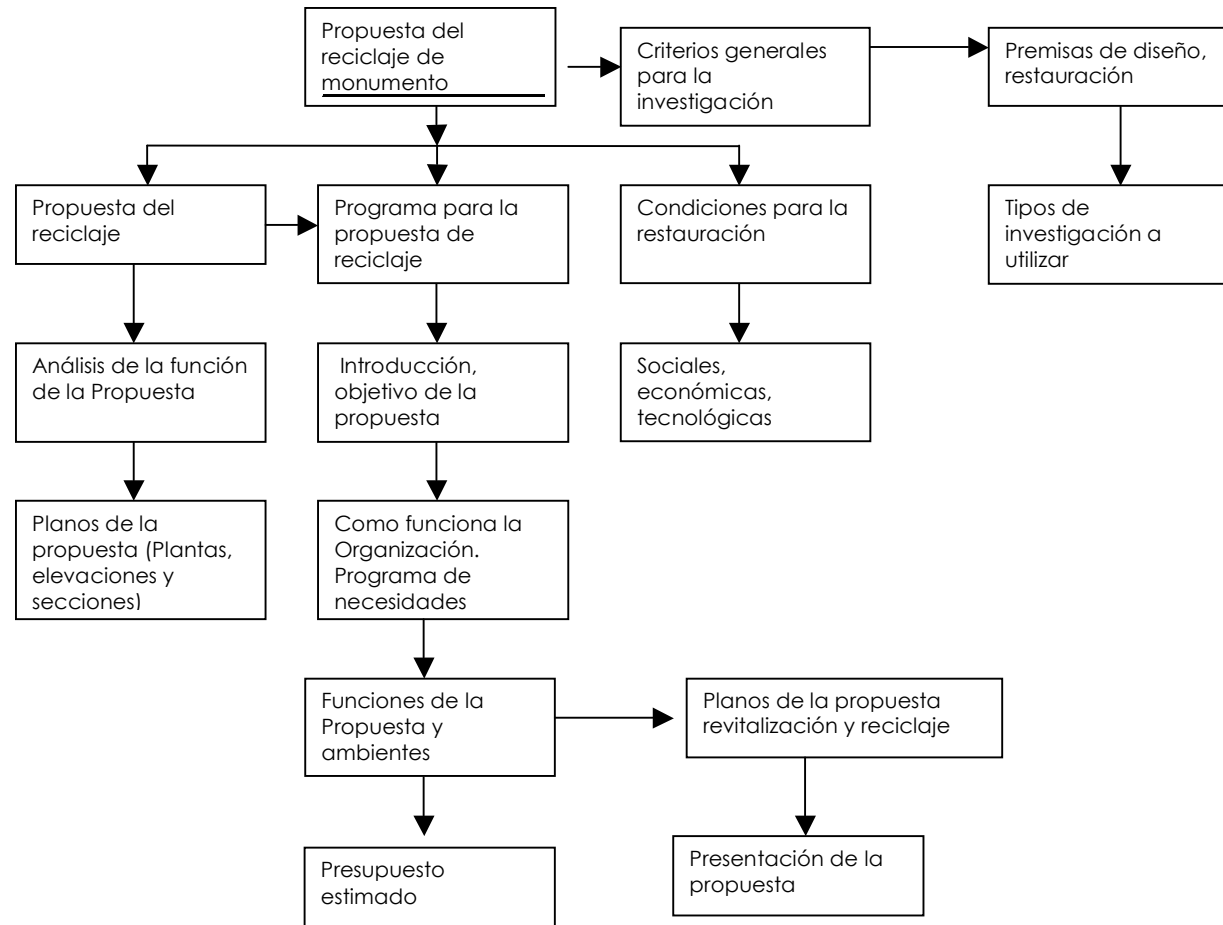 Propuesta del
reciclaje de
monumento
Criterios generales
para la
investigación
Premisas de diseño,
restauración
Propuesta del
reciclaje
Programa para la
propuesta de
reciclaje
Condiciones para la
restauración
Tipos de
investigación a
utilizar
Análisis de la función
de la Propuesta
Introducción,
objetivo de la
propuesta
Sociales,
económicas,
tecnológicas
Planos de la
propuesta (Plantas,
elevaciones y
secciones)
Como funciona la
Organización.
Programa de
necesidades
Funciones de la
Propuesta y
ambientes
Planos de la propuesta
revitalización y reciclaje
Presupuesto
estimado
Presentación de la
propuesta